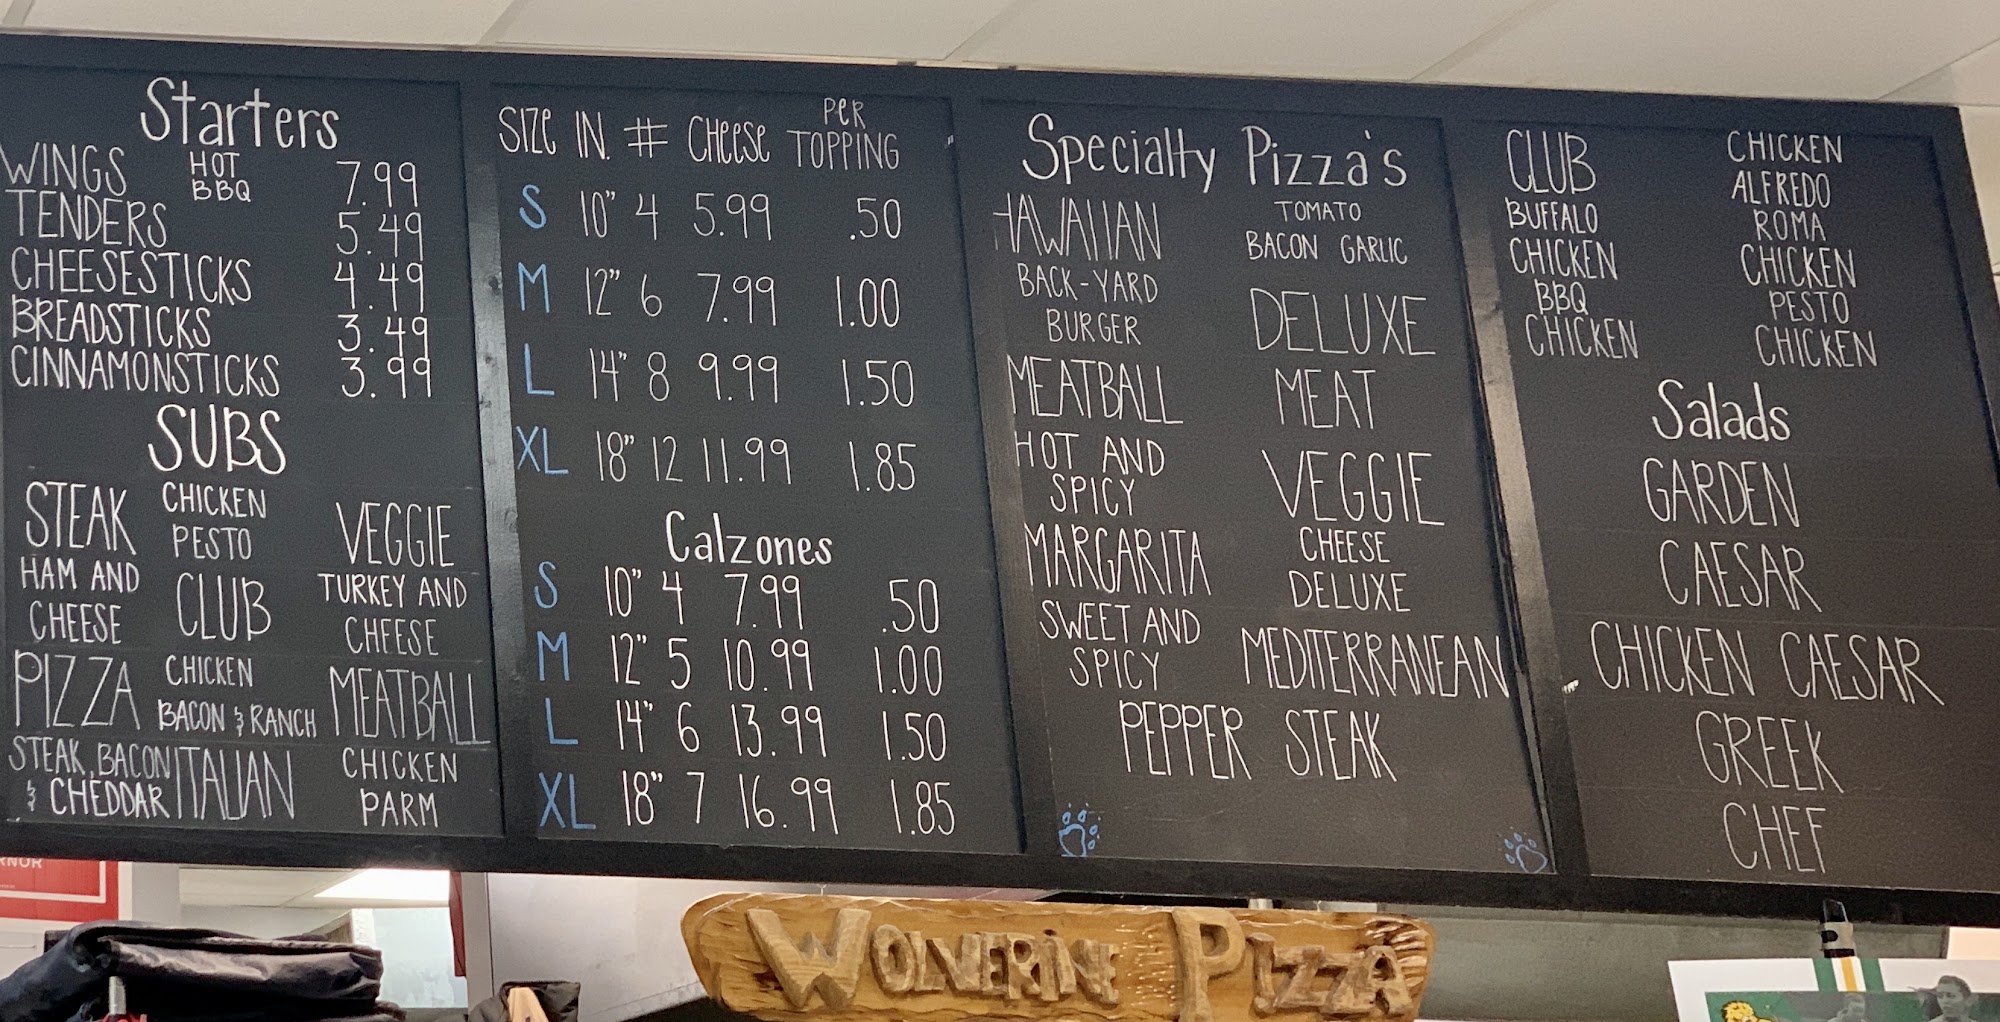 Starters
WINGS HOT BBQ 7.99
TENDERS 5.49
CHEESESTICKS 4.49
BREADSTICKS 3.49
CINNAMONSTICKS 3.99
SUBS
STEAK
HAM AND
CHEESE
PIZZA
STEAK, BACON
& CHEDDAR
CHICKEN
PESTO
CLUB
CHICKEN
BACON & RANCH
ITALIAN
VEGGIE
TURKEY AND
CHEESE
MEATBALL
CHICKEN
PARM
SIZE IN. # CHEESE PER TOPPING
S 10" 4 5.99 .50
M 12" 6 7.99 1.00
L 14" 8 9.99 1.50
XL 18" 12 11.99 1.85
Calzones
S 10" 4 7.99 .50
M 12" 5 10.99 1.00
L 14" 6 13.99 1.50
XL 18" 7 16.99 1.85
Specialty Pizza's
HAWAIIAN
BACK-YARD
BURGER
MEATBALL
HOT AND
SPICY
MARGARITA
SWEET AND
SPICY
TOMATO
BACON GARLIC
DELUXE
MEAT
VEGGIE
CHEESE
DELUXE
MEDITERRANEAN
PEPPER STEAK
CLUB
BUFFALO
CHICKEN
BBQ
CHICKEN
CHICKEN
ALFREDO
ROMA
CHICKEN
PESTO
CHICKEN
Salads
GARDEN
CAESAR
CHICKEN CAESAR
GREEK
CHEF
WOLVERINE PIZZA